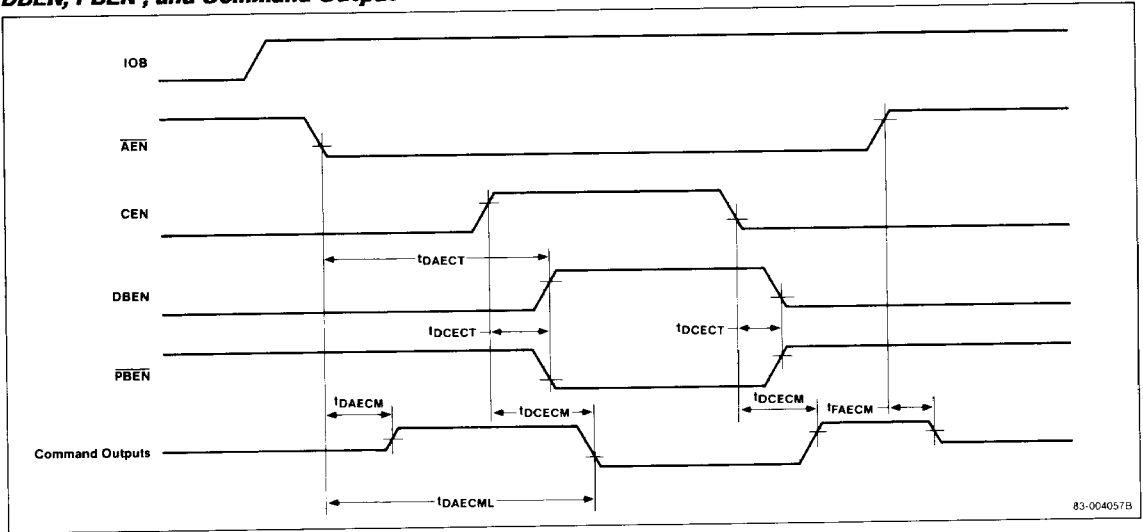 DBEN, PBEN, and Command Output
IOB
AEN
CEN
tDAECT
DBEN
tDCECT
tDCECT
PBEN
tDAECM
tDCECM
tDCECM
tFAECM
Command Outputs
tDAECML
83-004057B